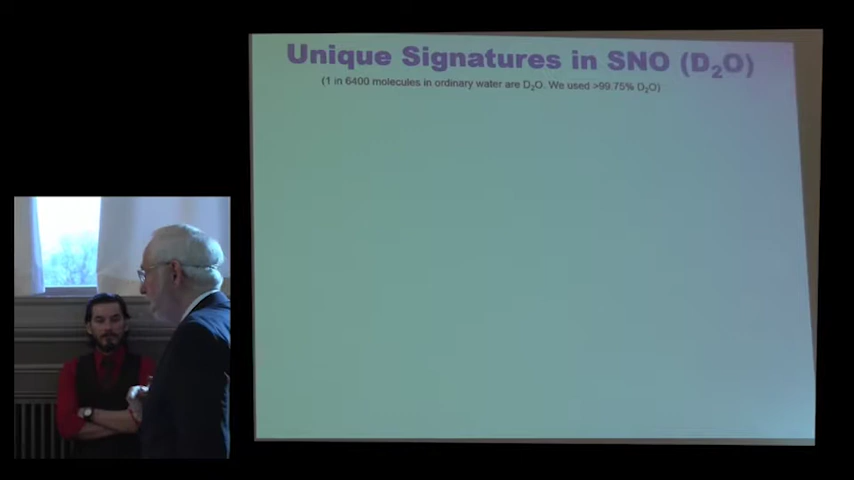 Unique Signatures in SNO (D₂O)
(1 in 6400 molecules in ordinary water are D₂O. We used >99.75% D₂O)